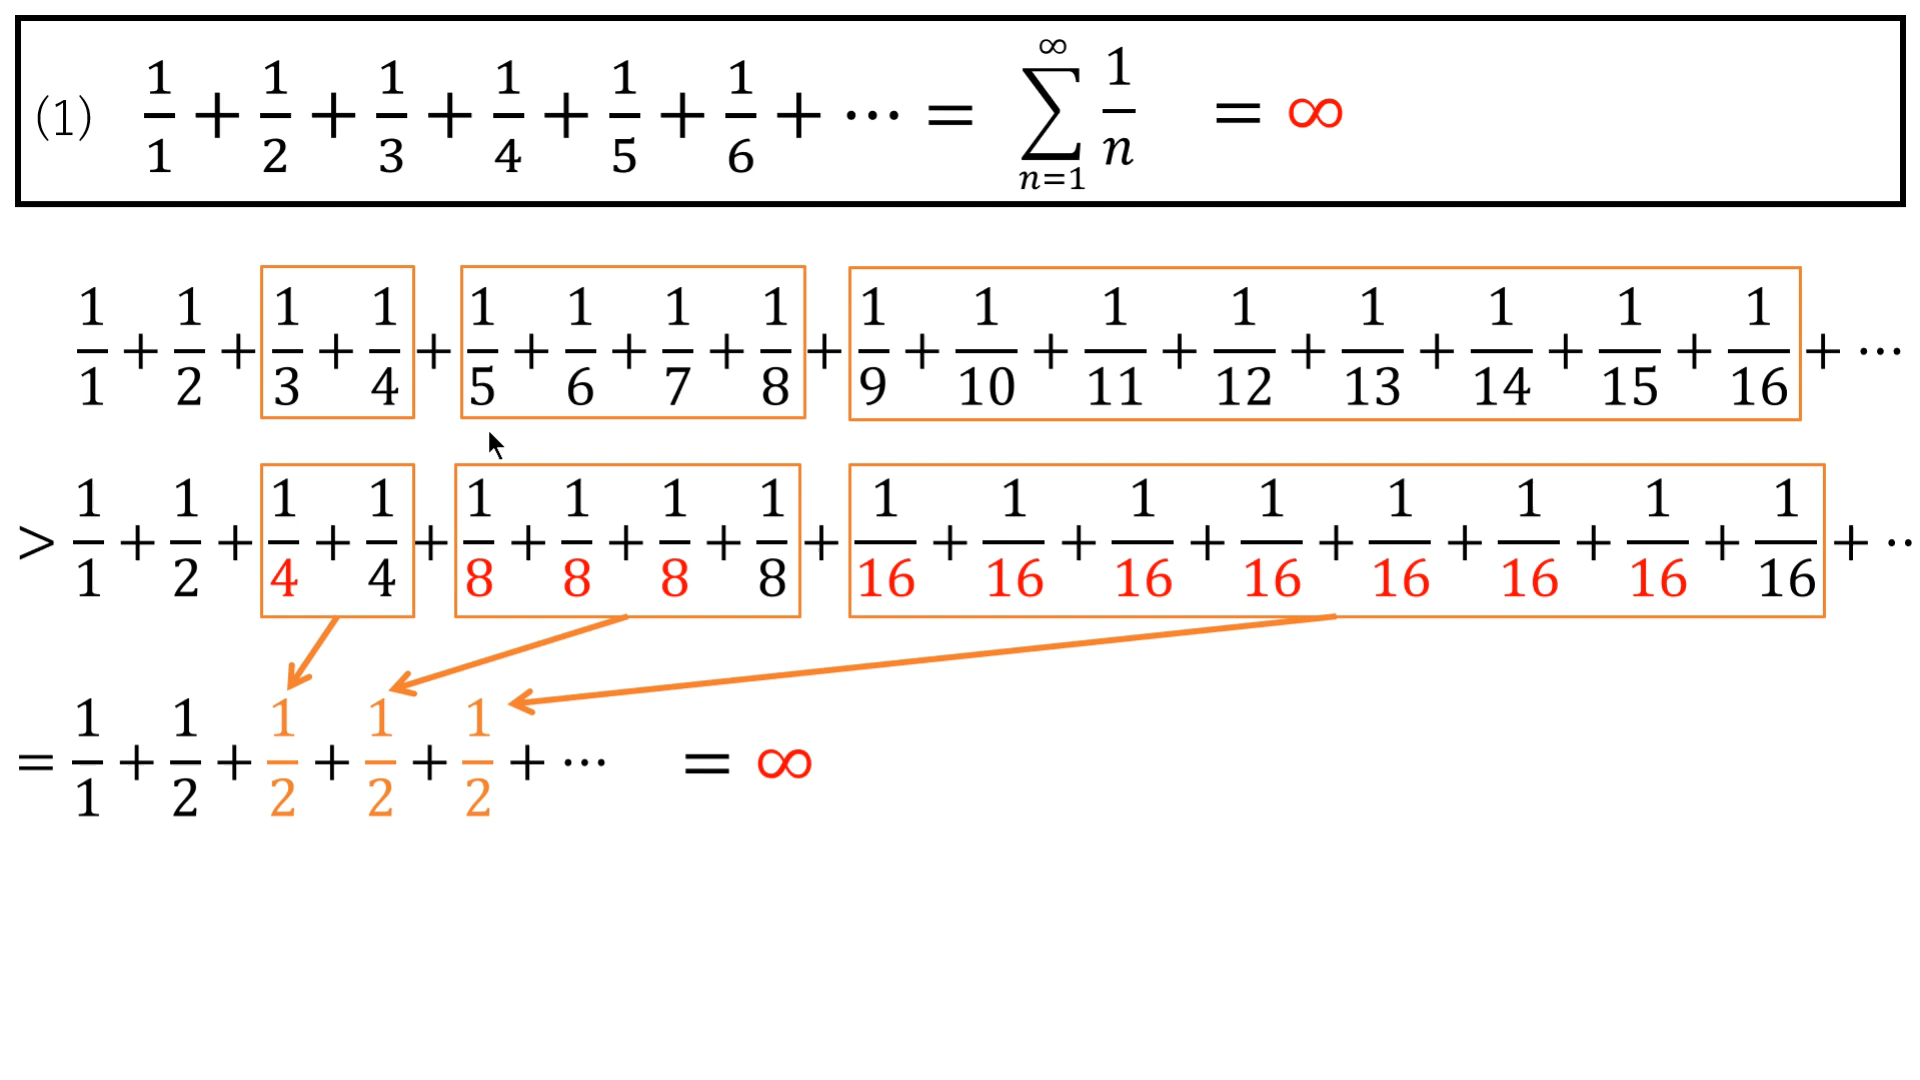 (1) 1/1 + 1/2 + 1/3 + 1/4 + 1/5 + 1/6 + ⋯ = ∑_{n=1}^{∞} 1/n = ∞
1/1 + 1/2 + 1/3 + 1/4 + 1/5 + 1/6 + 1/7 + 1/8 + 1/9 + 1/10 + 1/11 + 1/12 + 1/13 + 1/14 + 1/15 + 1/16 + ⋯
> 1/1 + 1/2 + 1/4 + 1/4 + 1/8 + 1/8 + 1/8 + 1/8 + 1/16 + 1/16 + 1/16 + 1/16 + 1/16 + 1/16 + 1/16 + 1/16 + ⋅⋅
= 1/1 + 1/2 + 1/2 + 1/2 + 1/2 + ⋯ = ∞